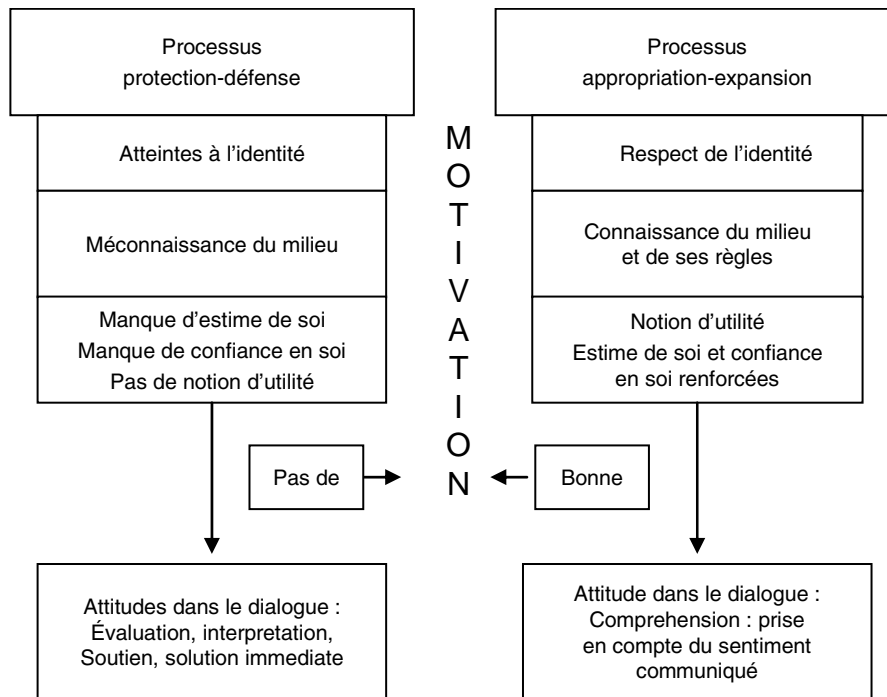 Processus
protection-défense
Atteintes à l'identité
Méconnaissance du milieu
Manque d'estime de soi
Manque de confiance en soi
Pas de notion d'utilité
Pas de
Attitudes dans le dialogue :
Évaluation, interpretation,
Soutien, solution immediate
MOTIVATION
Processus
appropriation-expansion
Respect de l'identité
Connaissance du milieu
et de ses règles
Notion d'utilité
Estime de soi et confiance
en soi renforcées
Bonne
Attitude dans le dialogue :
Comprehension : prise
en compte du sentiment
communiqué